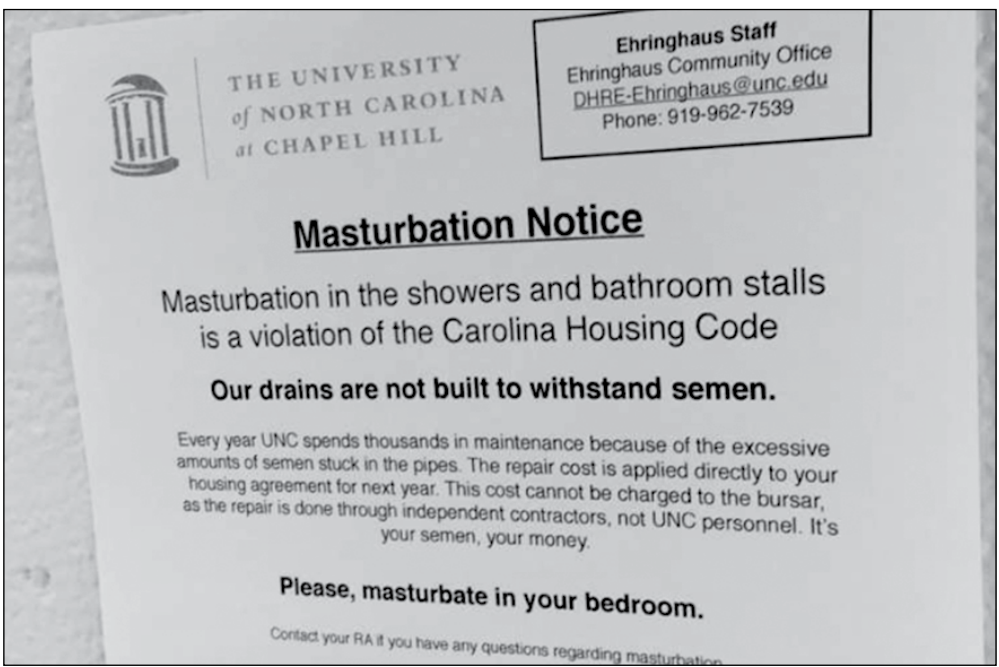 THE UNIVERSITY
of NORTH CAROLINA
at CHAPEL HILL
Ehringhaus Staff
Ehringhaus Community Office
DHRE-Ehringhaus@unc.edu
Phone: 919-962-7539
Masturbation Notice
Masturbation in the showers and bathroom stalls
is a violation of the Carolina Housing Code
Our drains are not built to withstand semen.
Every year UNC spends thousands in maintenance because of the excessive
amounts of semen stuck in the pipes. The repair cost is applied directly to your
housing agreement for next year. This cost cannot be charged to the bursar,
as the repair is done through independent contractors, not UNC personnel. It's
your semen, your money.
Please, masturbate in your bedroom.
Contact your RA if you have any questions regarding masturbation